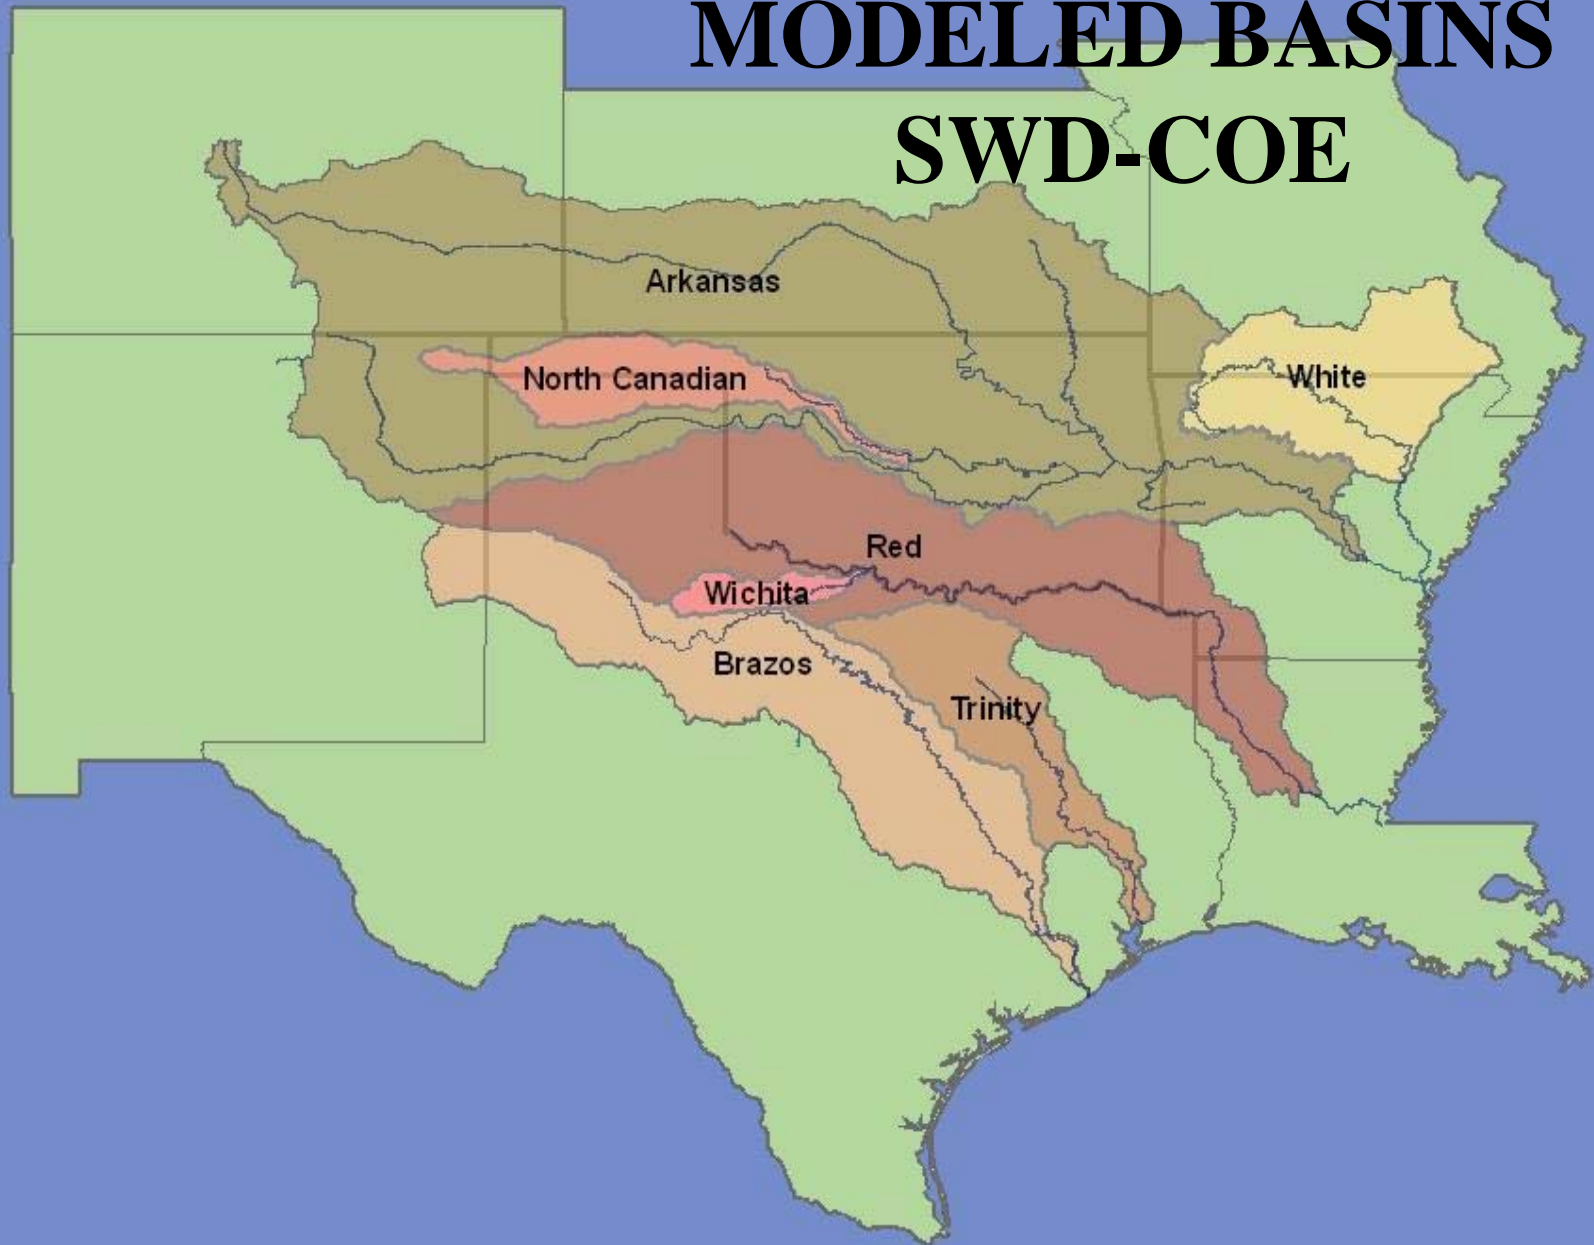 MODELED BASINS
SWD-COE
Arkansas
North Canadian
White
Red
Wichita
Brazos
Trinity